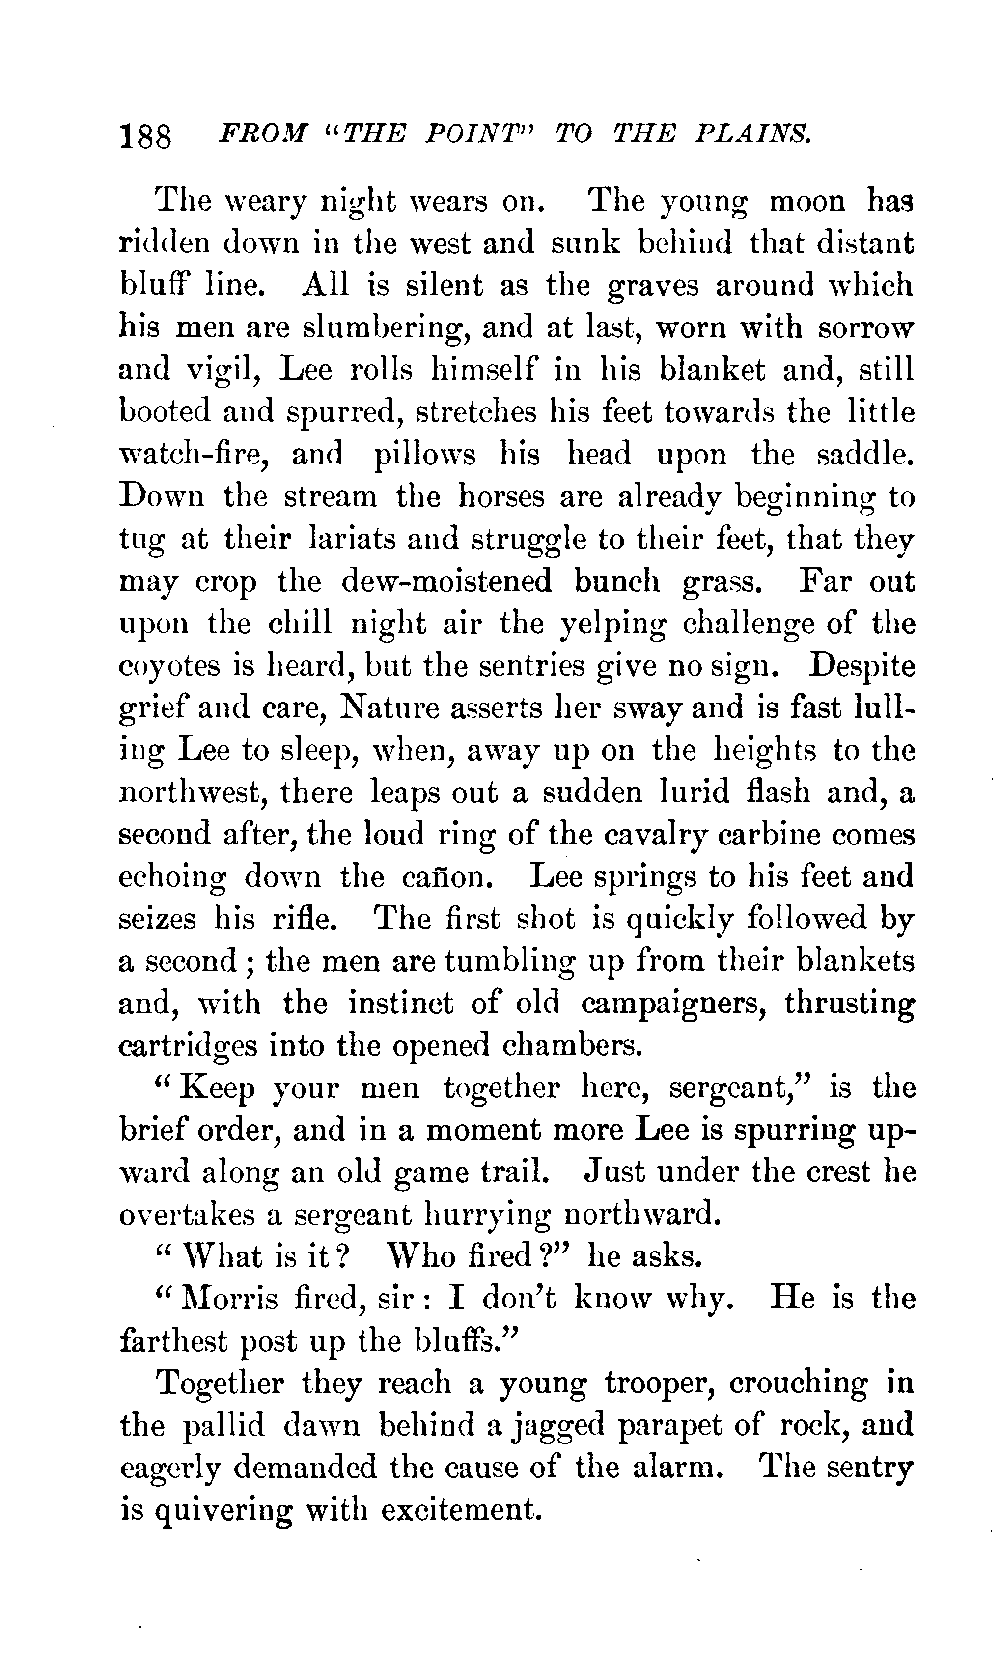 188 FROM "THE POINT" TO THE PLAINS.
The weary night wears on. The young moon has
ridden down in the west and sunk behind that distant
bluff line. All is silent as the graves around which
his men are slumbering, and at last, worn with sorrow
and vigil, Lee rolls himself in his blanket and, still
booted and spurred, stretches his feet towards the little
watch-fire, and pillows his head upon the saddle.
Down the stream the horses are already beginning to
tug at their lariats and struggle to their feet, that they
may crop the dew-moistened bunch grass. Far out
upon the chill night air the yelping challenge of the
coyotes is heard, but the sentries give no sign. Despite
grief and care, Nature asserts her sway and is fast lull-
ing Lee to sleep, when, away up on the heights to the
northwest, there leaps out a sudden lurid flash and, a
second after, the loud ring of the cavalry carbine comes
echoing down the cañon. Lee springs to his feet and
seizes his rifle. The first shot is quickly followed by
a second; the men are tumbling up from their blankets
and, with the instinct of old campaigners, thrusting
cartridges into the opened chambers.
"Keep your men together here, sergeant," is the
brief order, and in a moment more Lee is spurring up-
ward along an old game trail. Just under the crest he
overtakes a sergeant hurrying northward.
"What is it? Who fired?" he asks.
"Morris fired, sir: I don't know why. He is the
farthest post up the bluffs."
Together they reach a young trooper, crouching in
the pallid dawn behind a jagged parapet of rock, and
eagerly demanded the cause of the alarm. The sentry
is quivering with excitement.